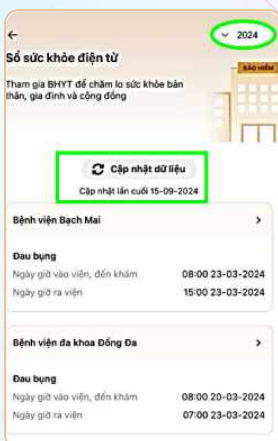 2024
Sổ sức khỏe điện tử
Tham gia BHYT để chăm lo sức khỏe bản
thân, gia đình và cộng đồng
BẢO HIỂM
Cập nhật dữ liệu
Cập nhật lần cuối 15-09-2024
Bệnh viện Bạch Mai
Đau bụng
Ngày giờ vào viện, đến khám 08:00 23-03-2024
Ngày giờ ra viện 15:00 23-03-2024
Bệnh viện đa khoa Đống Đa
Đau bụng
Ngày giờ vào viện, đến khám 08:00 20-03-2024
Ngày giờ ra viện 07:00 23-03-2024